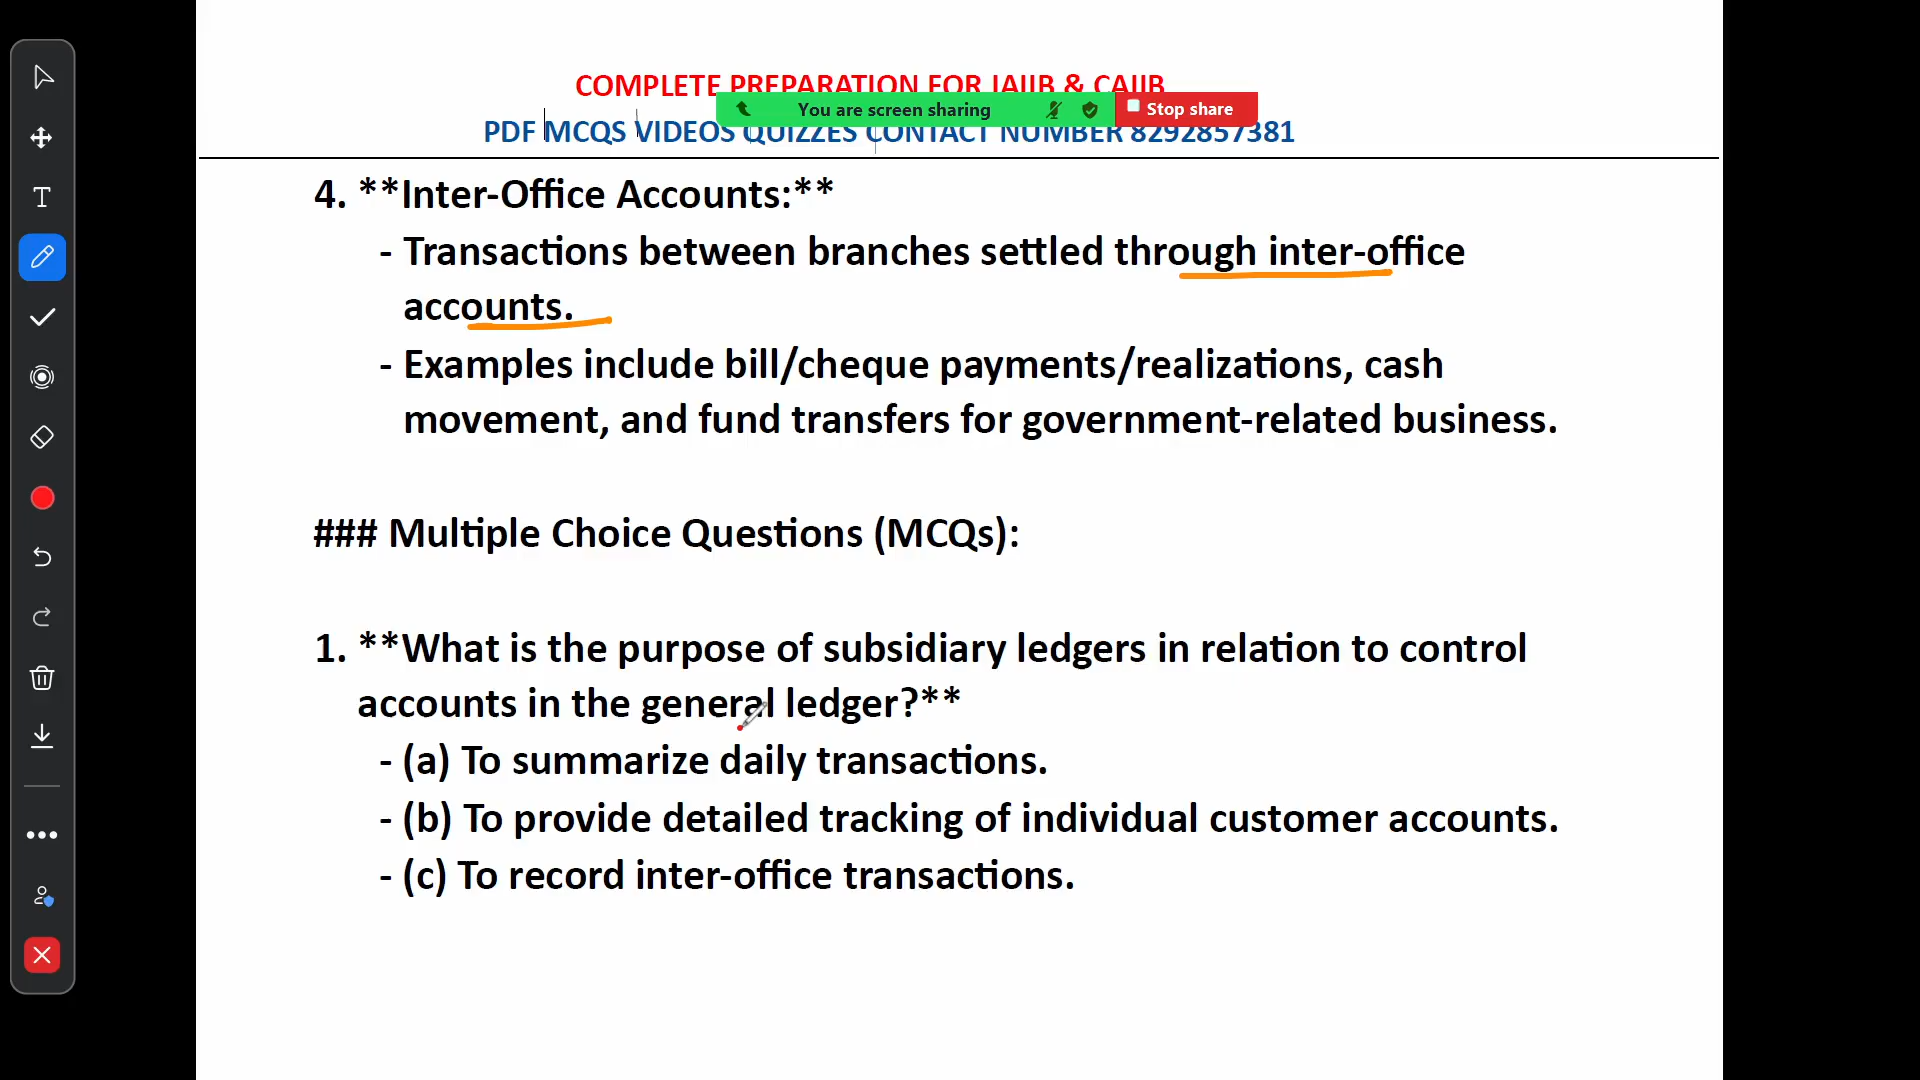 COMPLETE PREPARATION FOR JAIIB & CAIIB
You are screen sharing
Stop share
PDF MCQS VIDEOS QUIZZES CONTACT NUMBER 8292857381
4. **Inter-Office Accounts:**
- Transactions between branches settled through inter-office
accounts.
- Examples include bill/cheque payments/realizations, cash
movement, and fund transfers for government-related business.
### Multiple Choice Questions (MCQs):
1. **What is the purpose of subsidiary ledgers in relation to control
accounts in the general ledger?**
- (a) To summarize daily transactions.
- (b) To provide detailed tracking of individual customer accounts.
- (c) To record inter-office transactions.